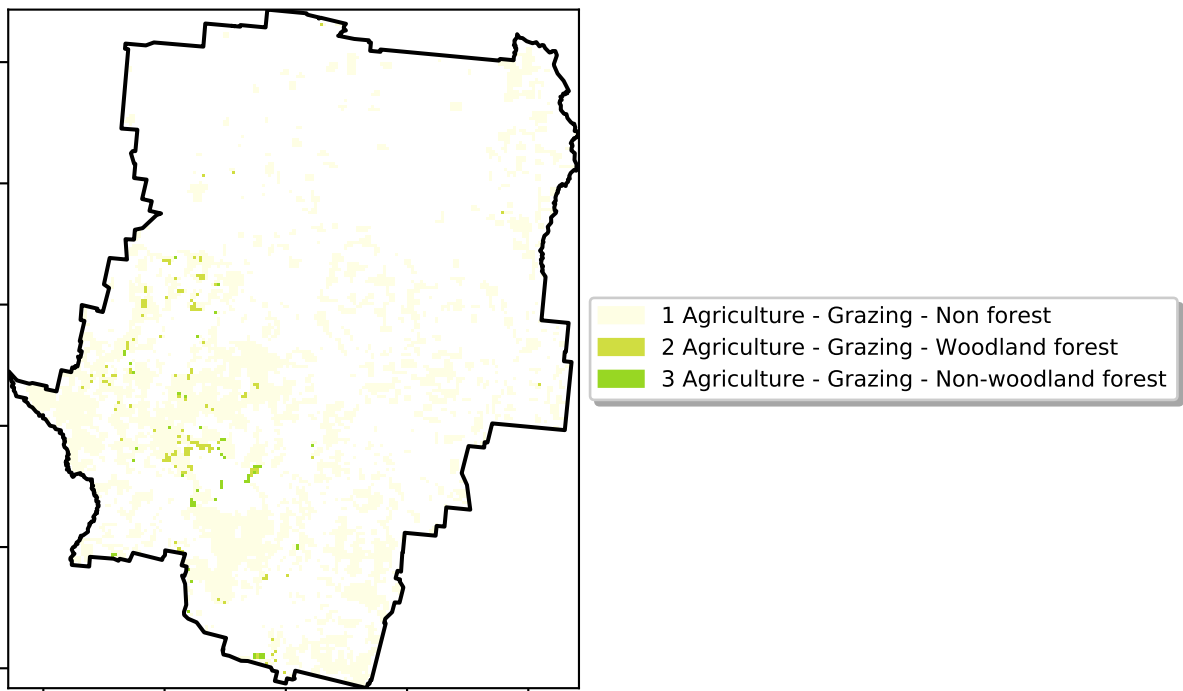 1 Agriculture - Grazing - Non forest
2 Agriculture - Grazing - Woodland forest
3 Agriculture - Grazing - Non-woodland forest